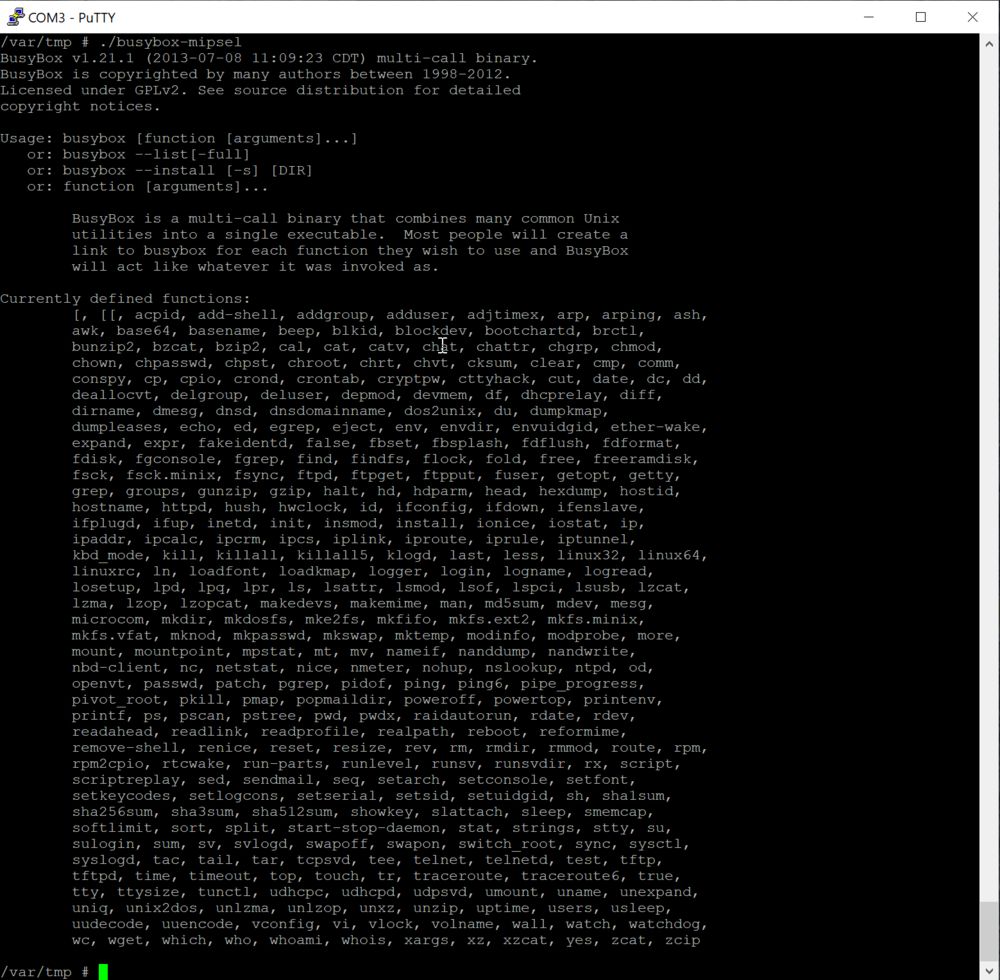 COM3 - PuTTY
/var/tmp # ./busybox-mipsel
BusyBox v1.21.1 (2013-07-08 11:09:23 CDT) multi-call binary.
BusyBox is copyrighted by many authors between 1998-2012.
Licensed under GPLv2. See source distribution for detailed
copyright notices.
Usage: busybox [function [arguments]...]
or: busybox --list[-full]
or: busybox --install [-s] [DIR]
or: function [arguments]...
BusyBox is a multi-call binary that combines many common Unix
utilities into a single executable.  Most people will create a
link to busybox for each function they wish to use and BusyBox
will act like whatever it was invoked as.
Currently defined functions:
[, [[, acpid, add-shell, addgroup, adduser, adjtimex, arp, arping, ash,
awk, base64, basename, beep, blkid, blockdev, bootchartd, brctl,
bunzip2, bzcat, bzip2, cal, cat, catv, chat, chattr, chgrp, chmod,
chown, chpasswd, chpst, chroot, chrt, chvt, cksum, clear, cmp, comm,
conspy, cp, cpio, crond, crontab, cryptpw, cttyhack, cut, date, dc, dd,
deallocvt, delgroup, deluser, depmod, devmem, df, dhcprelay, diff,
dirname, dmesg, dnsd, dnsdomainname, dos2unix, du, dumpkmap,
dumpleases, echo, ed, egrep, eject, env, envdir, envuidgid, ether-wake,
expand, expr, fakeidentd, false, fbset, fbsplash, fdflush, fdformat,
fdisk, fgconsole, fgrep, find, findfs, flock, fold, free, freeramdisk,
fsck, fsck.minix, fsync, ftpd, ftpget, ftpput, fuser, getopt, getty,
grep, groups, gunzip, gzip, halt, hd, hdparm, head, hexdump, hostid,
hostname, httpd, hush, hwclock, id, ifconfig, ifdown, ifenslave,
ifplugd, ifup, inetd, init, insmod, install, ionice, iostat, ip,
ipaddr, ipcalc, ipcrm, ipcs, iplink, iproute, iprule, iptunnel,
kbd_mode, kill, killall, killall5, klogd, last, less, linux32, linux64,
linuxrc, ln, loadfont, loadkmap, logger, login, logname, logread,
losetup, lpd, lpq, lpr, ls, lsattr, lsmod, lsof, lspci, lsusb, lzcat,
lzma, lzop, lzopcat, makedevs, makemime, man, md5sum, mdev, mesg,
microcom, mkdir, mkdosfs, mke2fs, mkfifo, mkfs.ext2, mkfs.minix,
mkfs.vfat, mknod, mkpasswd, mkswap, mktemp, modinfo, modprobe, more,
mount, mountpoint, mpstat, mt, mv, nameif, nanddump, nandwrite,
nbd-client, nc, netstat, nice, nmeter, nohup, nslookup, ntpd, od,
openvt, passwd, patch, pgrep, pidof, ping, ping6, pipe_progress,
pivot_root, pkill, pmap, popmaildir, poweroff, powertop, printenv,
printf, ps, pscan, pstree, pwd, pwdx, raidautorun, rdate, rdev,
readahead, readlink, readprofile, realpath, reboot, reformime,
remove-shell, renice, reset, resize, rev, rm, rmdir, rmmod, route, rpm,
rpm2cpio, rtcwake, run-parts, runlevel, runsv, runsvdir, rx, script,
scriptreplay, sed, sendmail, seq, setarch, setconsole, setfont,
setkeycodes, setlogcons, setserial, setsid, setuidgid, sh, sha1sum,
sha256sum, sha3sum, sha512sum, showkey, slattach, sleep, smemcap,
softlimit, sort, split, start-stop-daemon, stat, strings, stty, su,
sulogin, sum, sv, svlogd, swapoff, swapon, switch_root, sync, sysctl,
syslogd, tac, tail, tar, tcpsvd, tee, telnet, telnetd, test, tftp,
tftpd, time, timeout, top, touch, tr, traceroute, traceroute6, true,
tty, ttysize, tunctl, udhcpc, udhcpd, udpsvd, umount, uname, unexpand,
uniq, unix2dos, unlzma, unlzop, unxz, unzip, uptime, users, usleep,
uudecode, uuencode, vconfig, vi, vlock, volname, wall, watch, watchdog,
wc, wget, which, who, whoami, whois, xargs, xz, xzcat, yes, zcat, zcip
/var/tmp #